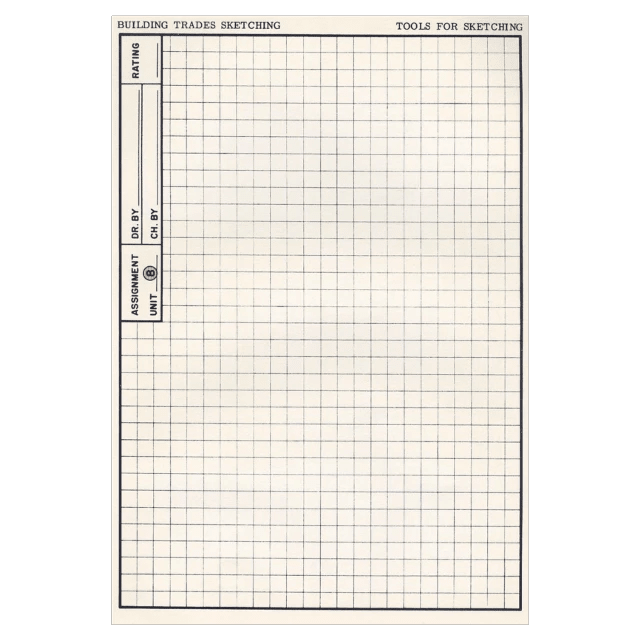 BUILDING TRADES SKETCHING
TOOLS FOR SKETCHING
RATING
DR. BY
CH. BY
ASSIGNMENT
UNIT 8